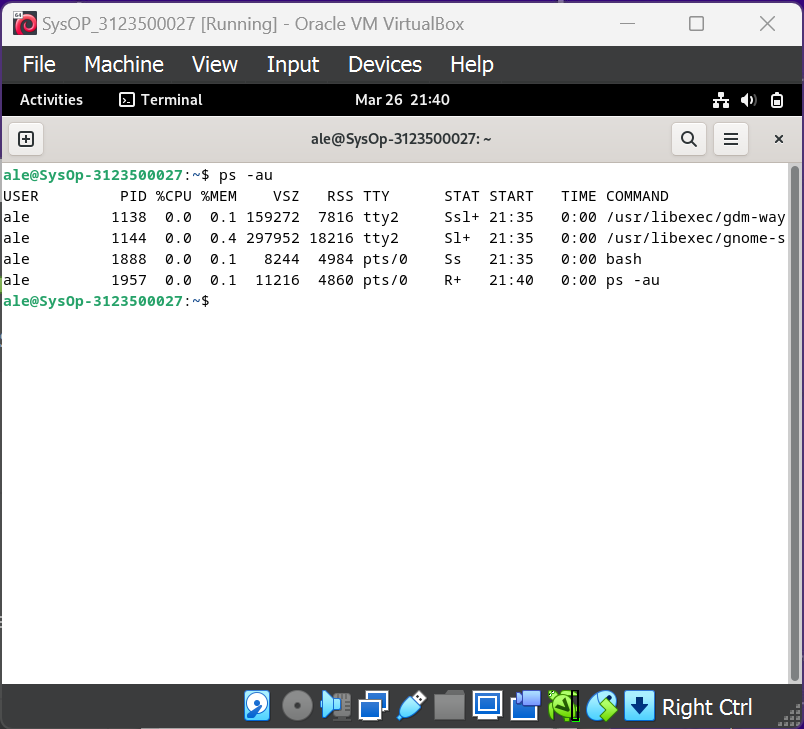 SysOP_3123500027 [Running] - Oracle VM VirtualBox
File Machine View Input Devices Help
Activities Terminal Mar 26 21:40
ale@SysOp-3123500027: ~
ale@SysOp-3123500027:~$ ps -au
USER PID %CPU %MEM VSZ RSS TTY STAT START TIME COMMAND
ale 1138 0.0 0.1 159272 7816 tty2 Ssl+ 21:35 0:00 /usr/libexec/gdm-way
ale 1144 0.0 0.4 297952 18216 tty2 Sl+ 21:35 0:00 /usr/libexec/gnome-s
ale 1888 0.0 0.1 8244 4984 pts/0 Ss 21:35 0:00 bash
ale 1957 0.0 0.1 11216 4860 pts/0 R+ 21:40 0:00 ps -au
ale@SysOp-3123500027:~$
Right Ctrl